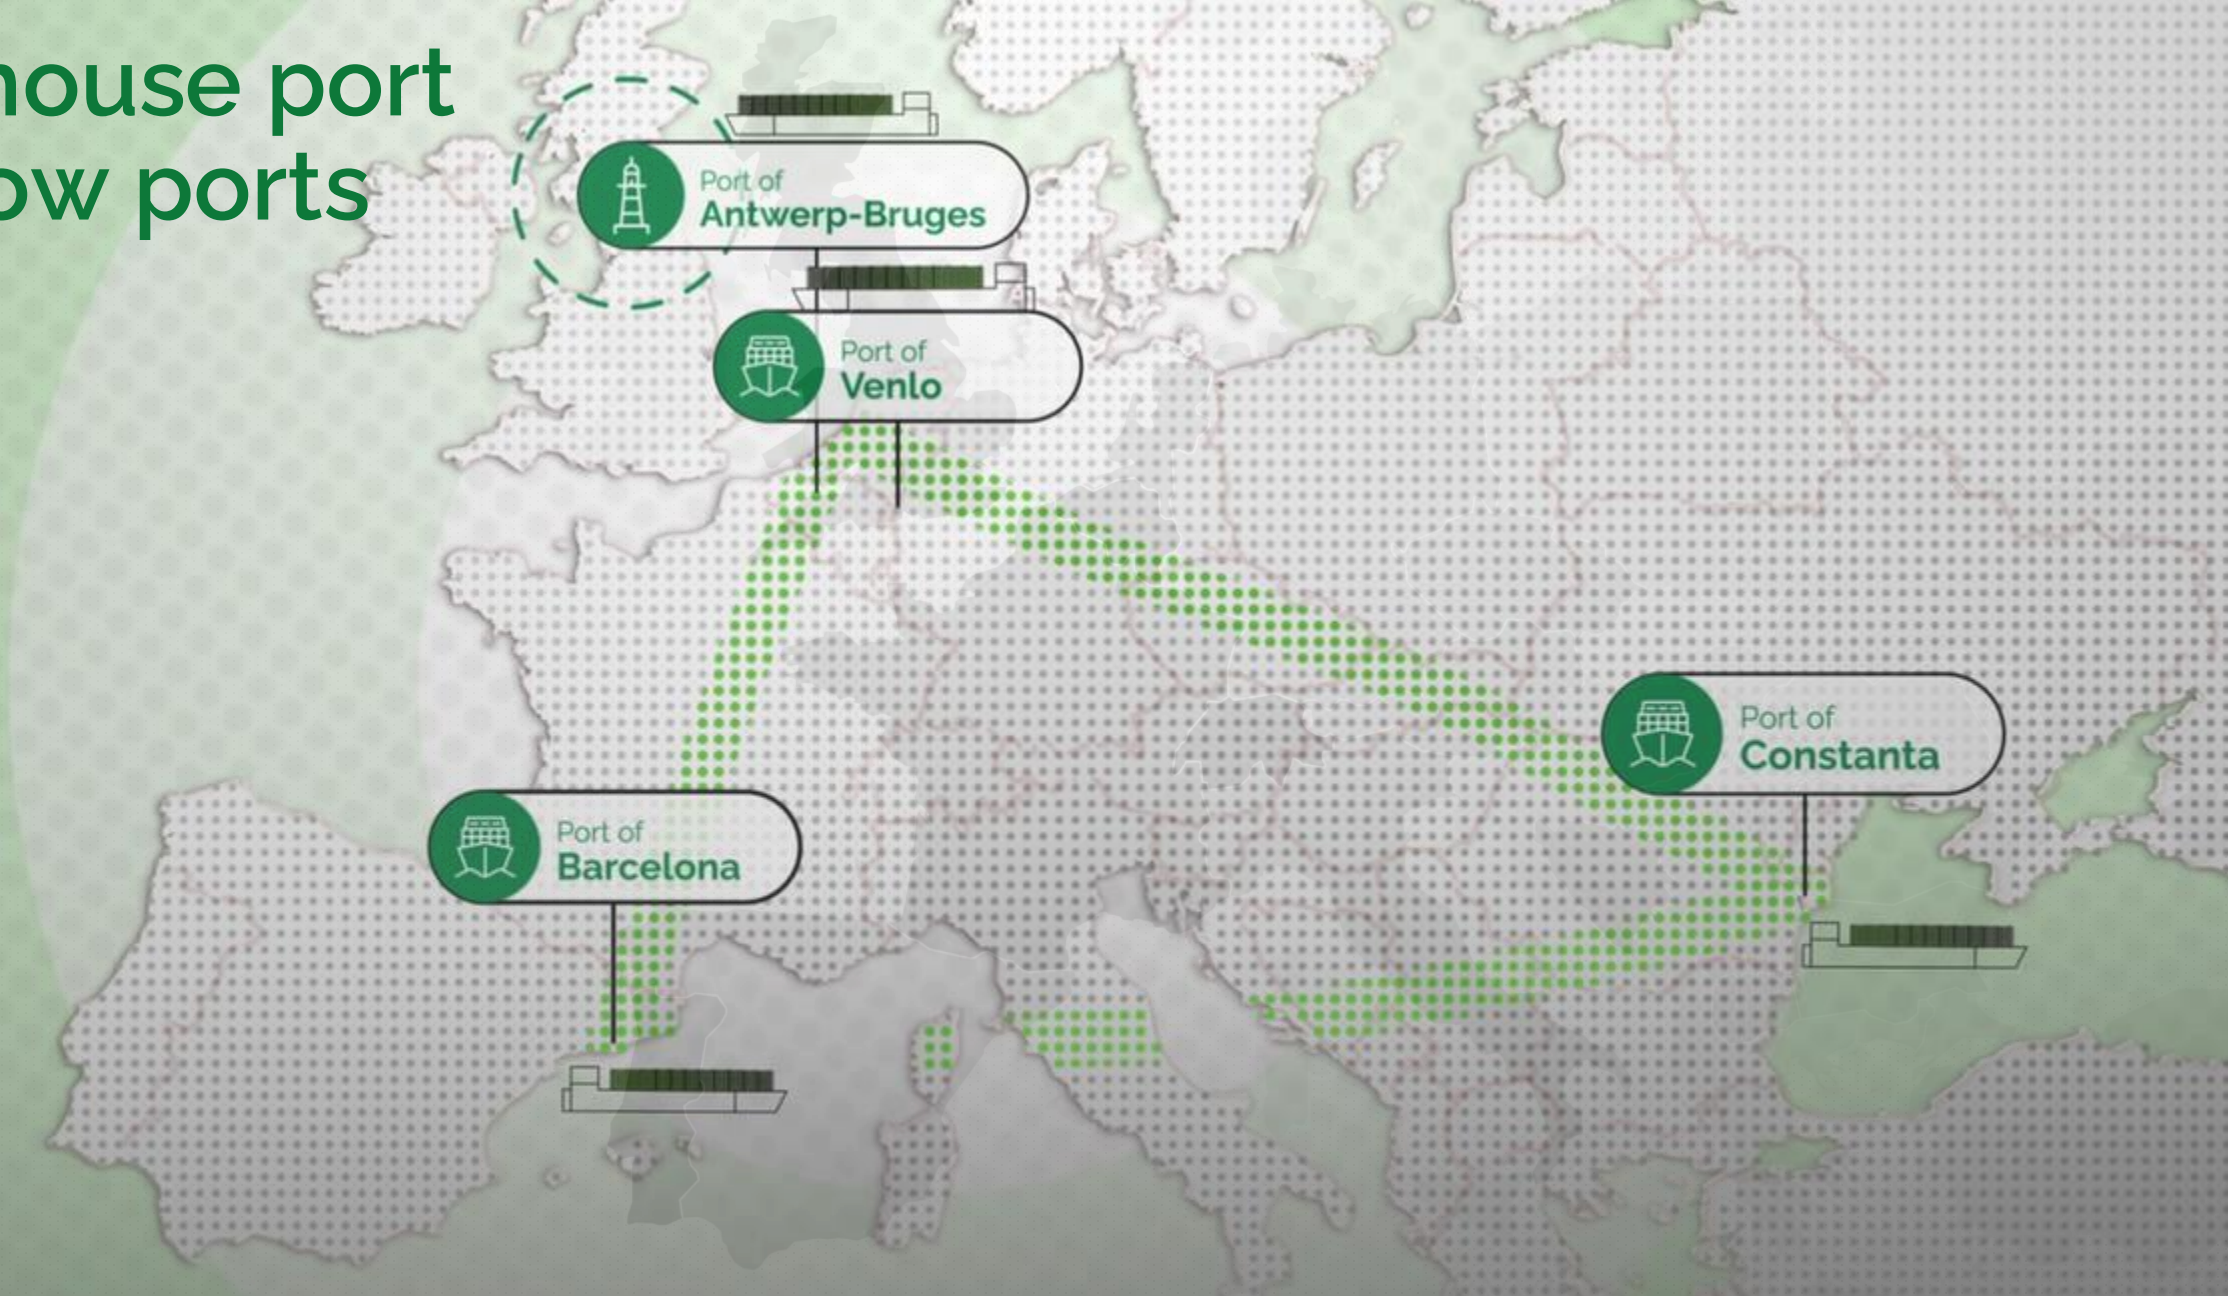 house port
ow ports
Port of
Antwerp-Bruges
Port of
Venlo
Port of
Constanta
Port of
Barcelona